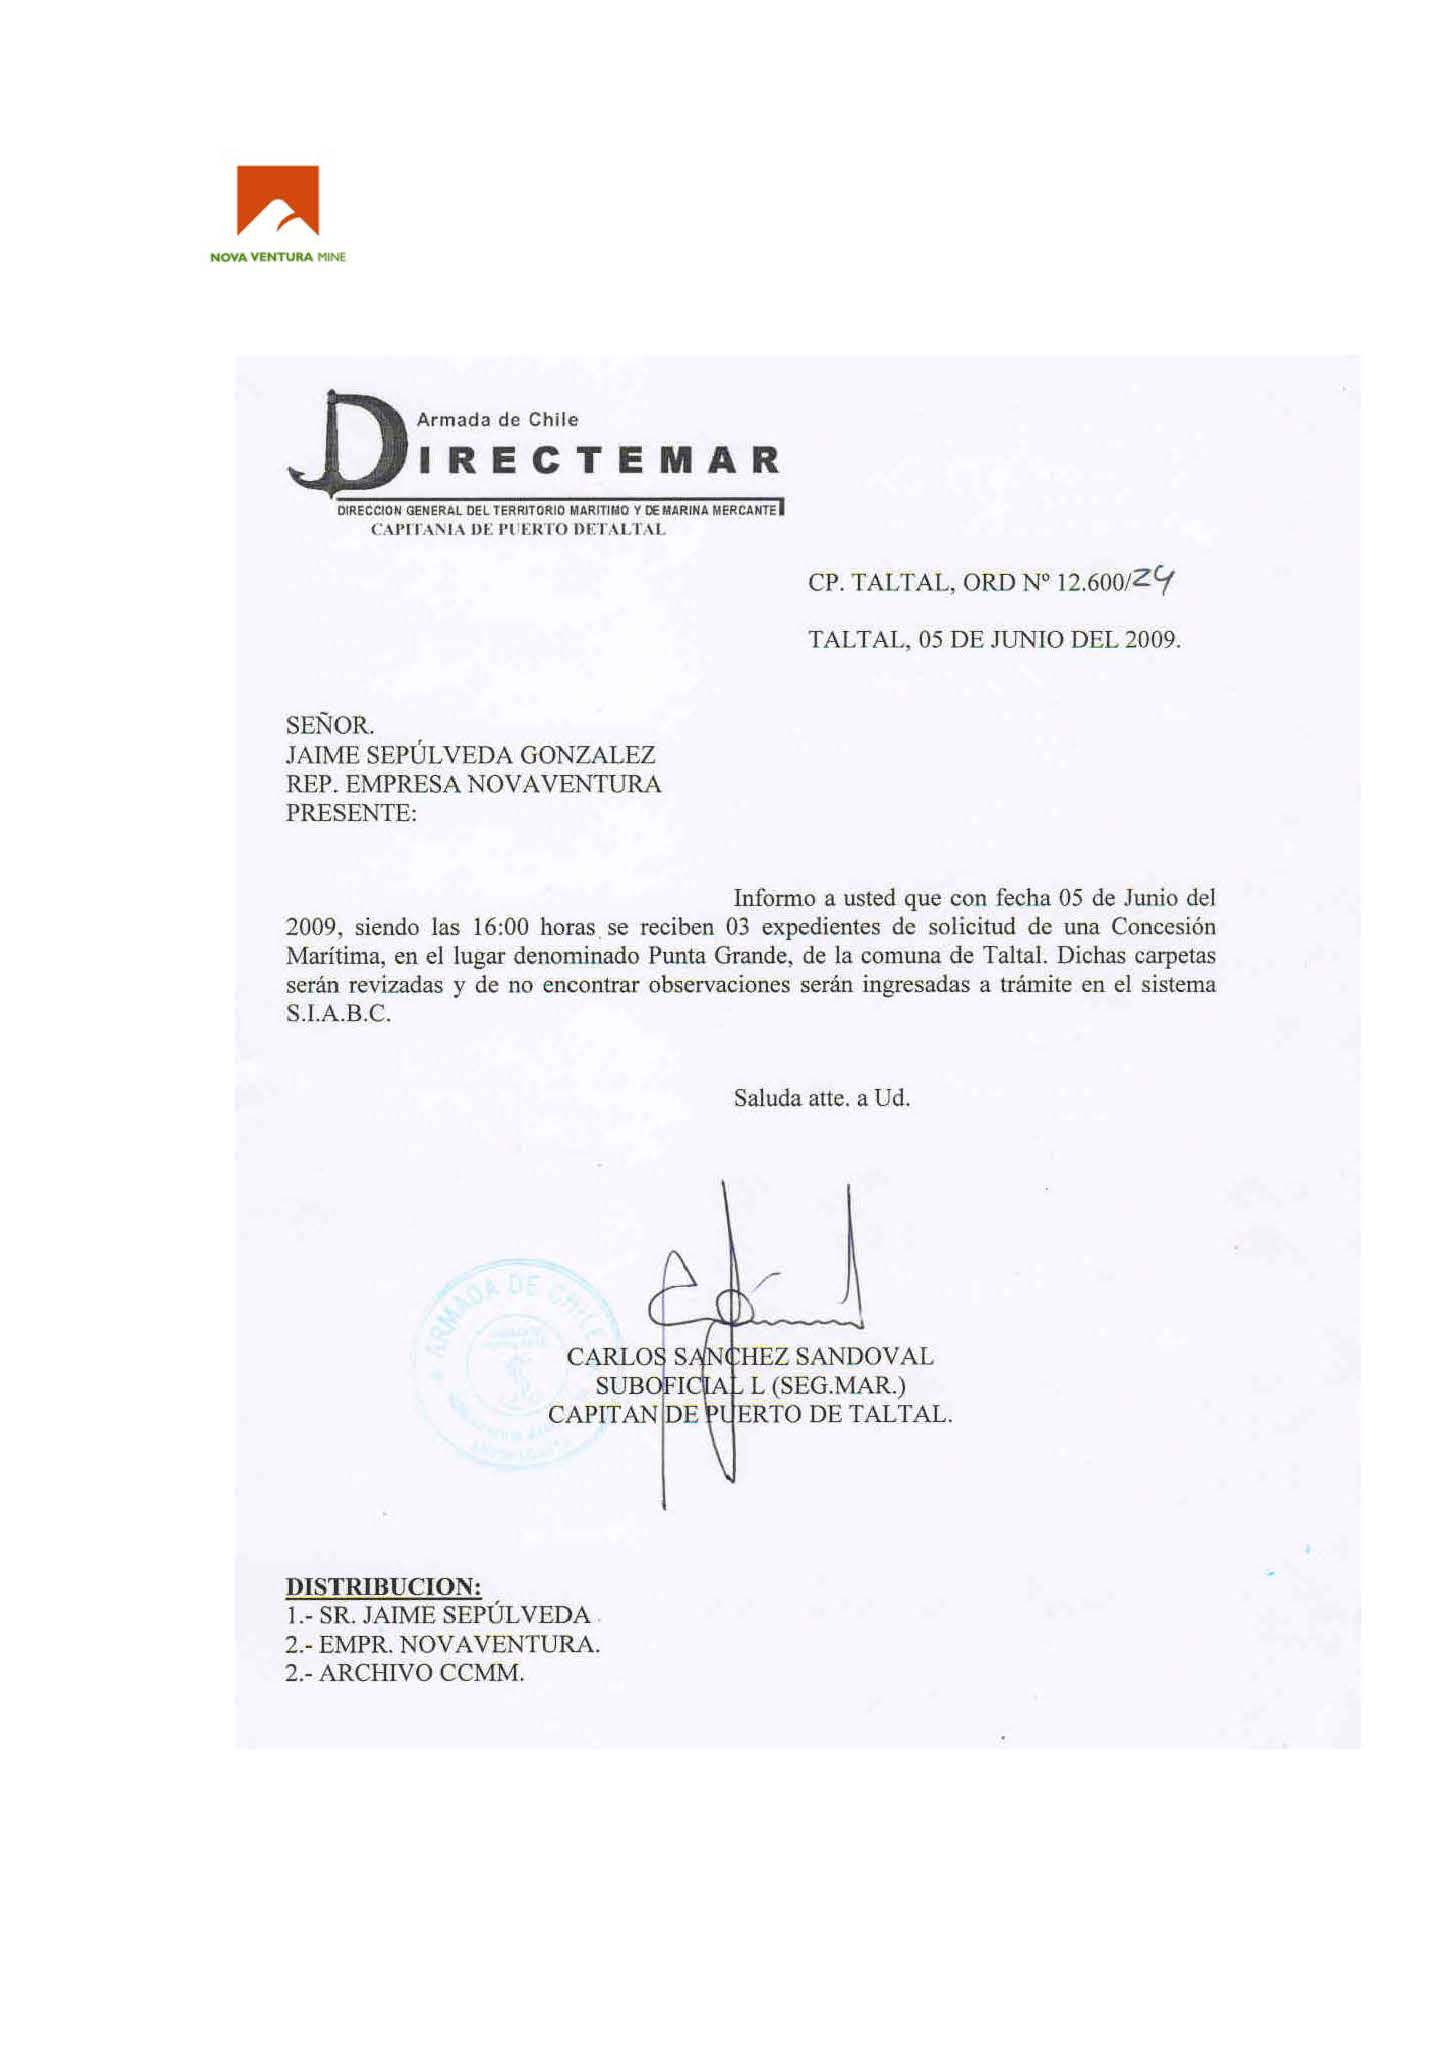 NOVA VENTURA MINE
Armada de Chile
DIRECTEMAR
DIRECCION GENERAL DEL TERRITORIO MARITIMO Y DE MARINA MERCANTE
CAPITANIA DE PUERTO DETALTAL
CP. TALTAL, ORD Nº 12.600/24
TALTAL, 05 DE JUNIO DEL 2009.
SEÑOR.
JAIME SEPÚLVEDA GONZALEZ
REP. EMPRESA NOVAVENTURA
PRESENTE:
Informo a usted que con fecha 05 de Junio del
2009, siendo las 16:00 horas se reciben 03 expedientes de solicitud de una Concesión
Marítima, en el lugar denominado Punta Grande, de la comuna de Taltal. Dichas carpetas
serán revizadas y de no encontrar observaciones serán ingresadas a trámite en el sistema
S.I.A.B.C.
Saluda atte. a Ud.
ARMADA DE CHILE
CARLOS SANCHEZ SANDOVAL
SUBOFICIAL L (SEG.MAR.)
CAPITAN DE PUERTO DE TALTAL.
DISTRIBUCION:
1.- SR. JAIME SEPÚLVEDA
2.- EMPR. NOVAVENTURA.
2.- ARCHIVO CCMM.